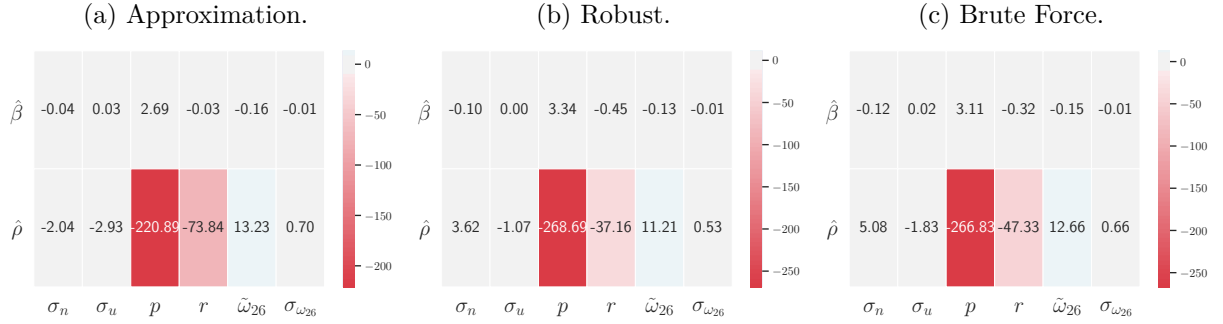 (a) Approximation.
(b) Robust.
(c) Brute Force.
β̂ -0.04 0.03 2.69 -0.03 -0.16 -0.01
ρ̂ -2.04 -2.93 -220.89 -73.84 13.23 0.70
σₙ σᵤ p r ω̃₂₆ σ_ω₂₆
0
−50
−100
−150
−200
β̂ -0.10 0.00 3.34 -0.45 -0.13 -0.01
ρ̂ 3.62 -1.07 -268.69 -37.16 11.21 0.53
σₙ σᵤ p r ω̃₂₆ σ_ω₂₆
0
−50
−100
−150
−200
−250
β̂ -0.12 0.02 3.11 -0.32 -0.15 -0.01
ρ̂ 5.08 -1.83 -266.83 -47.33 12.66 0.66
σₙ σᵤ p r ω̃₂₆ σ_ω₂₆
0
−50
−100
−150
−200
−250